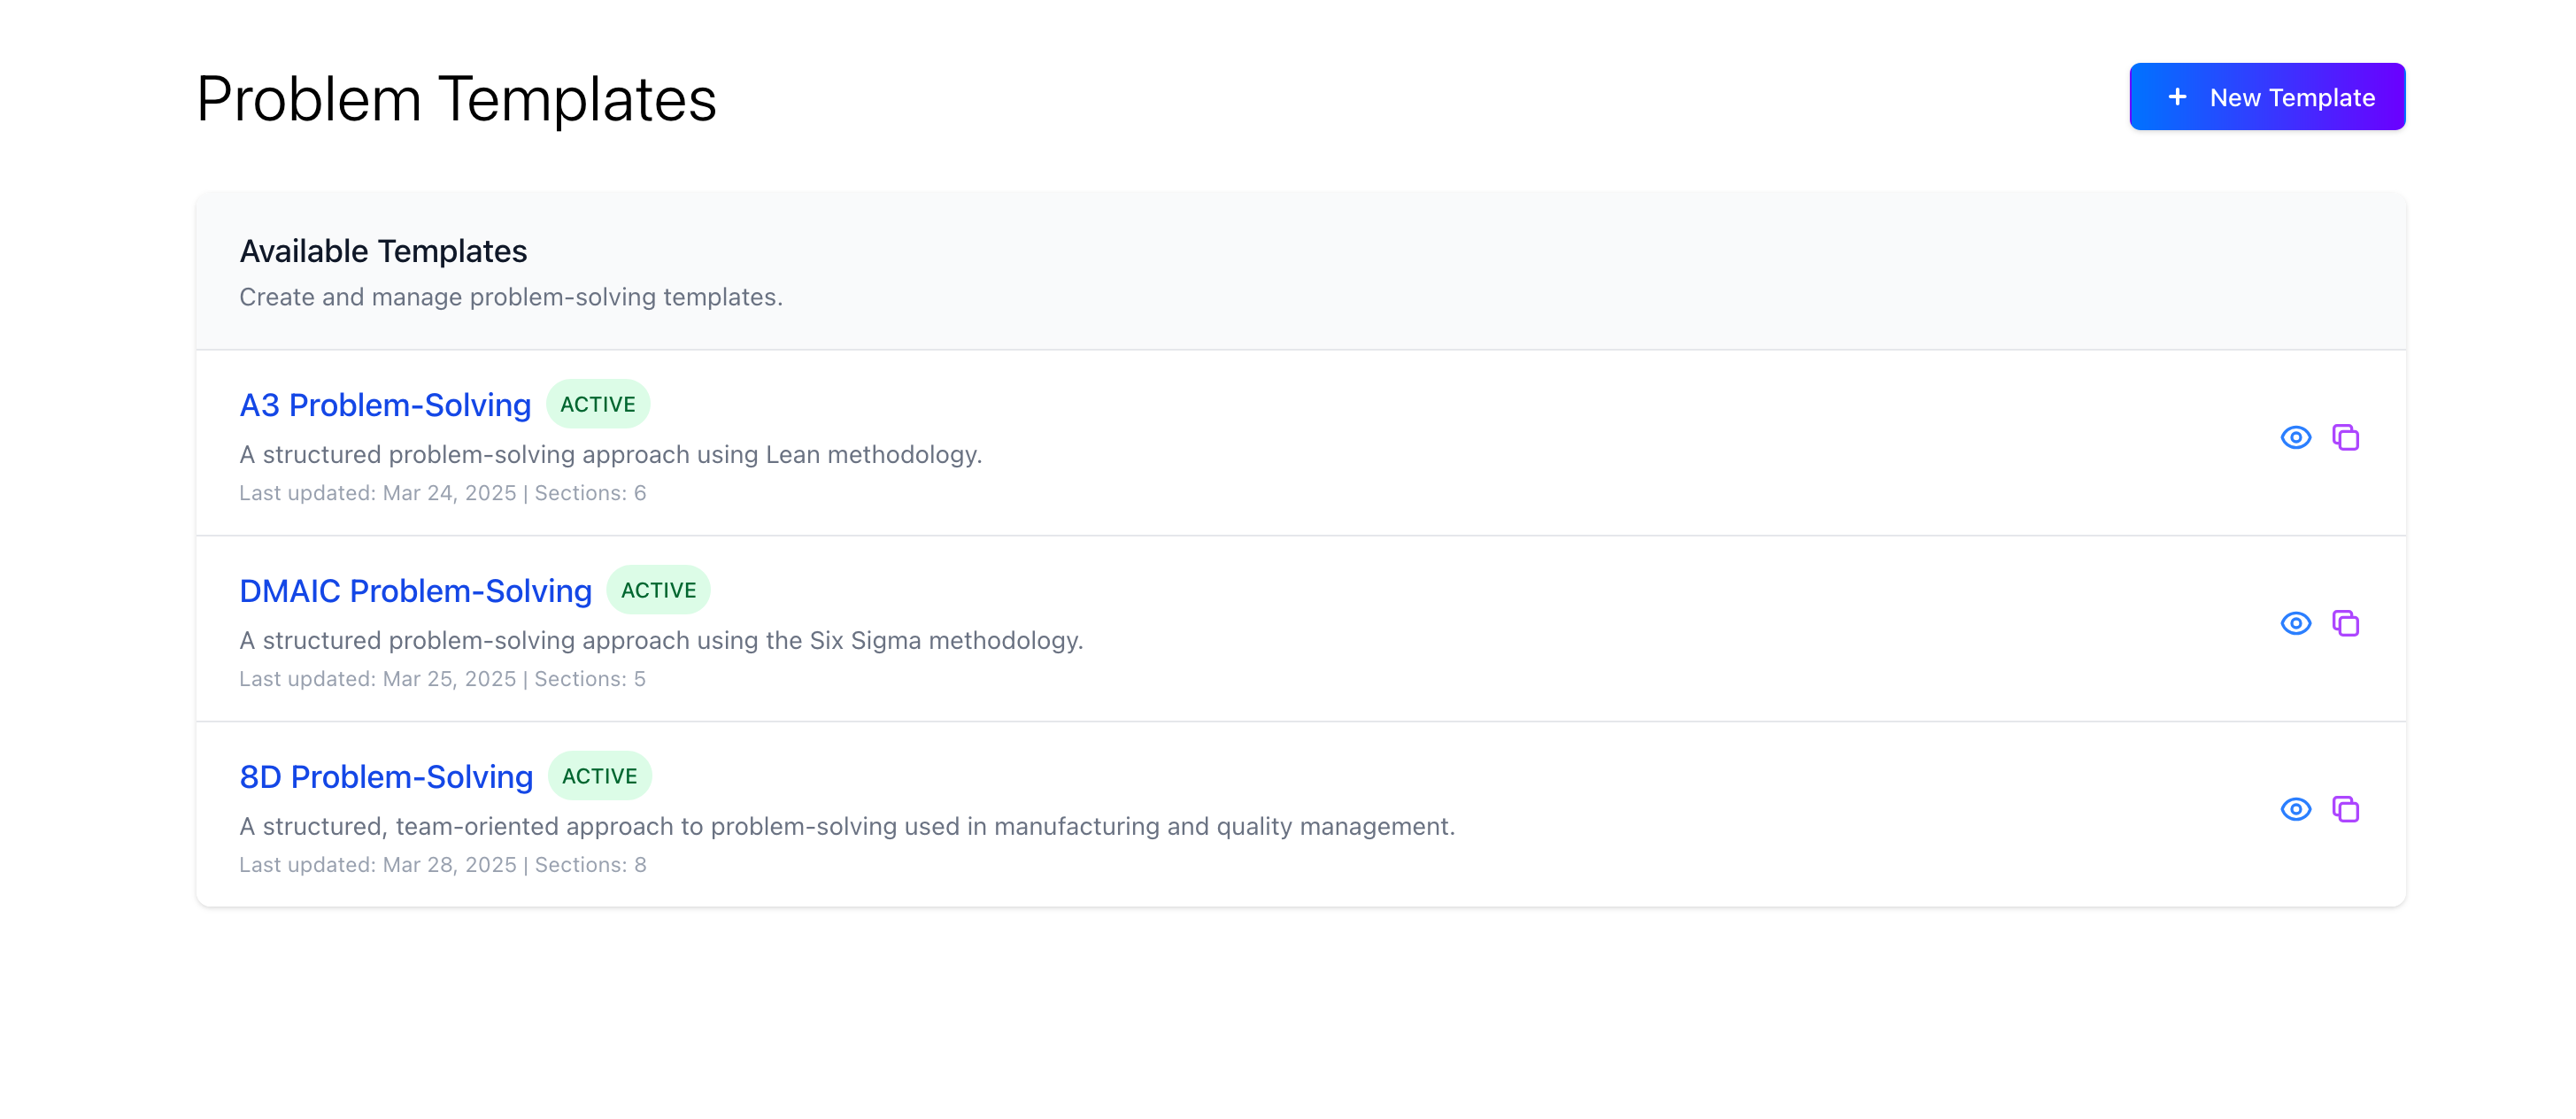 Problem Templates
+ New Template
Available Templates
Create and manage problem-solving templates.
A3 Problem-Solving ACTIVE
A structured problem-solving approach using Lean methodology.
Last updated: Mar 24, 2025 | Sections: 6
DMAIC Problem-Solving ACTIVE
A structured problem-solving approach using the Six Sigma methodology.
Last updated: Mar 25, 2025 | Sections: 5
8D Problem-Solving ACTIVE
A structured, team-oriented approach to problem-solving used in manufacturing and quality management.
Last updated: Mar 28, 2025 | Sections: 8